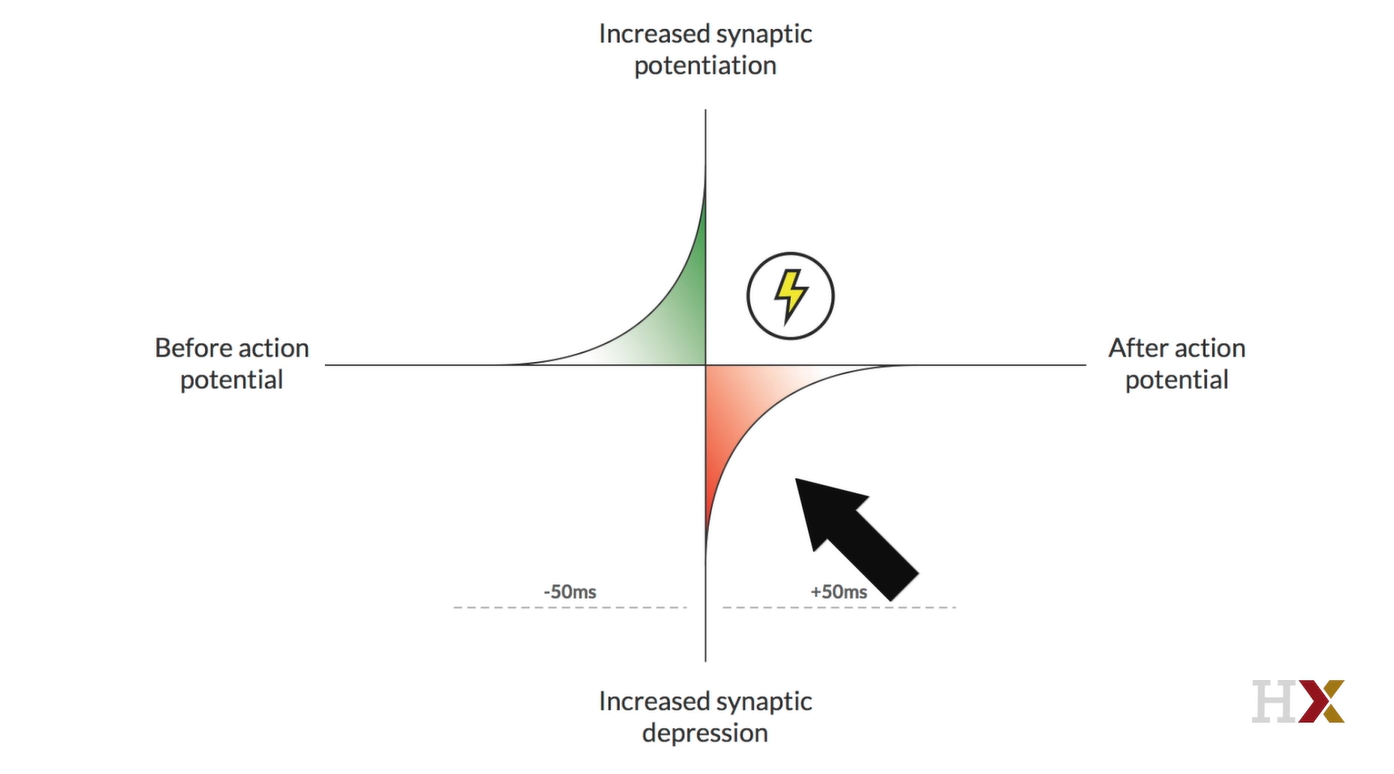 Increased synaptic
potentiation
Before action
potential
After action
potential
-50ms
+50ms
Increased synaptic
depression
HX